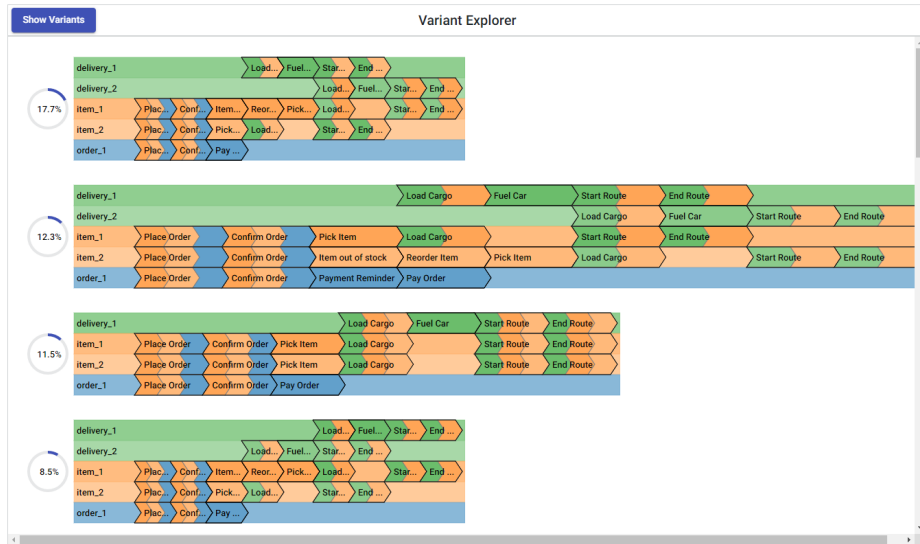 Show Variants
Variant Explorer
17.7%
delivery_1 Load... Fuel... Star... End ...
delivery_2 Load... Fuel... Star... End ...
item_1 Plac... Conf... Item... Reor... Pick... Load... Star... End ...
item_2 Plac... Conf... Pick... Load... Star... End ...
order_1 Plac... Conf... Pay ...
12.3%
delivery_1 Load Cargo Fuel Car Start Route End Route
delivery_2 Load Cargo Fuel Car Start Route End Route
item_1 Place Order Confirm Order Pick Item Load Cargo Start Route End Route
item_2 Place Order Confirm Order Item out of stock Reorder Item Pick Item Load Cargo Start Route End Route
order_1 Place Order Confirm Order Payment Reminder Pay Order
11.5%
delivery_1 Load Cargo Fuel Car Start Route End Route
item_1 Place Order Confirm Order Pick Item Load Cargo Start Route End Route
item_2 Place Order Confirm Order Pick Item Load Cargo Start Route End Route
order_1 Place Order Confirm Order Pay Order
8.5%
delivery_1 Load... Fuel... Star... End ...
delivery_2 Load... Fuel... Star... End ...
item_1 Plac... Conf... Item... Reor... Pick... Load... Star... End ...
item_2 Plac... Conf... Pick... Load... Star... End ...
order_1 Plac... Conf... Pay ...